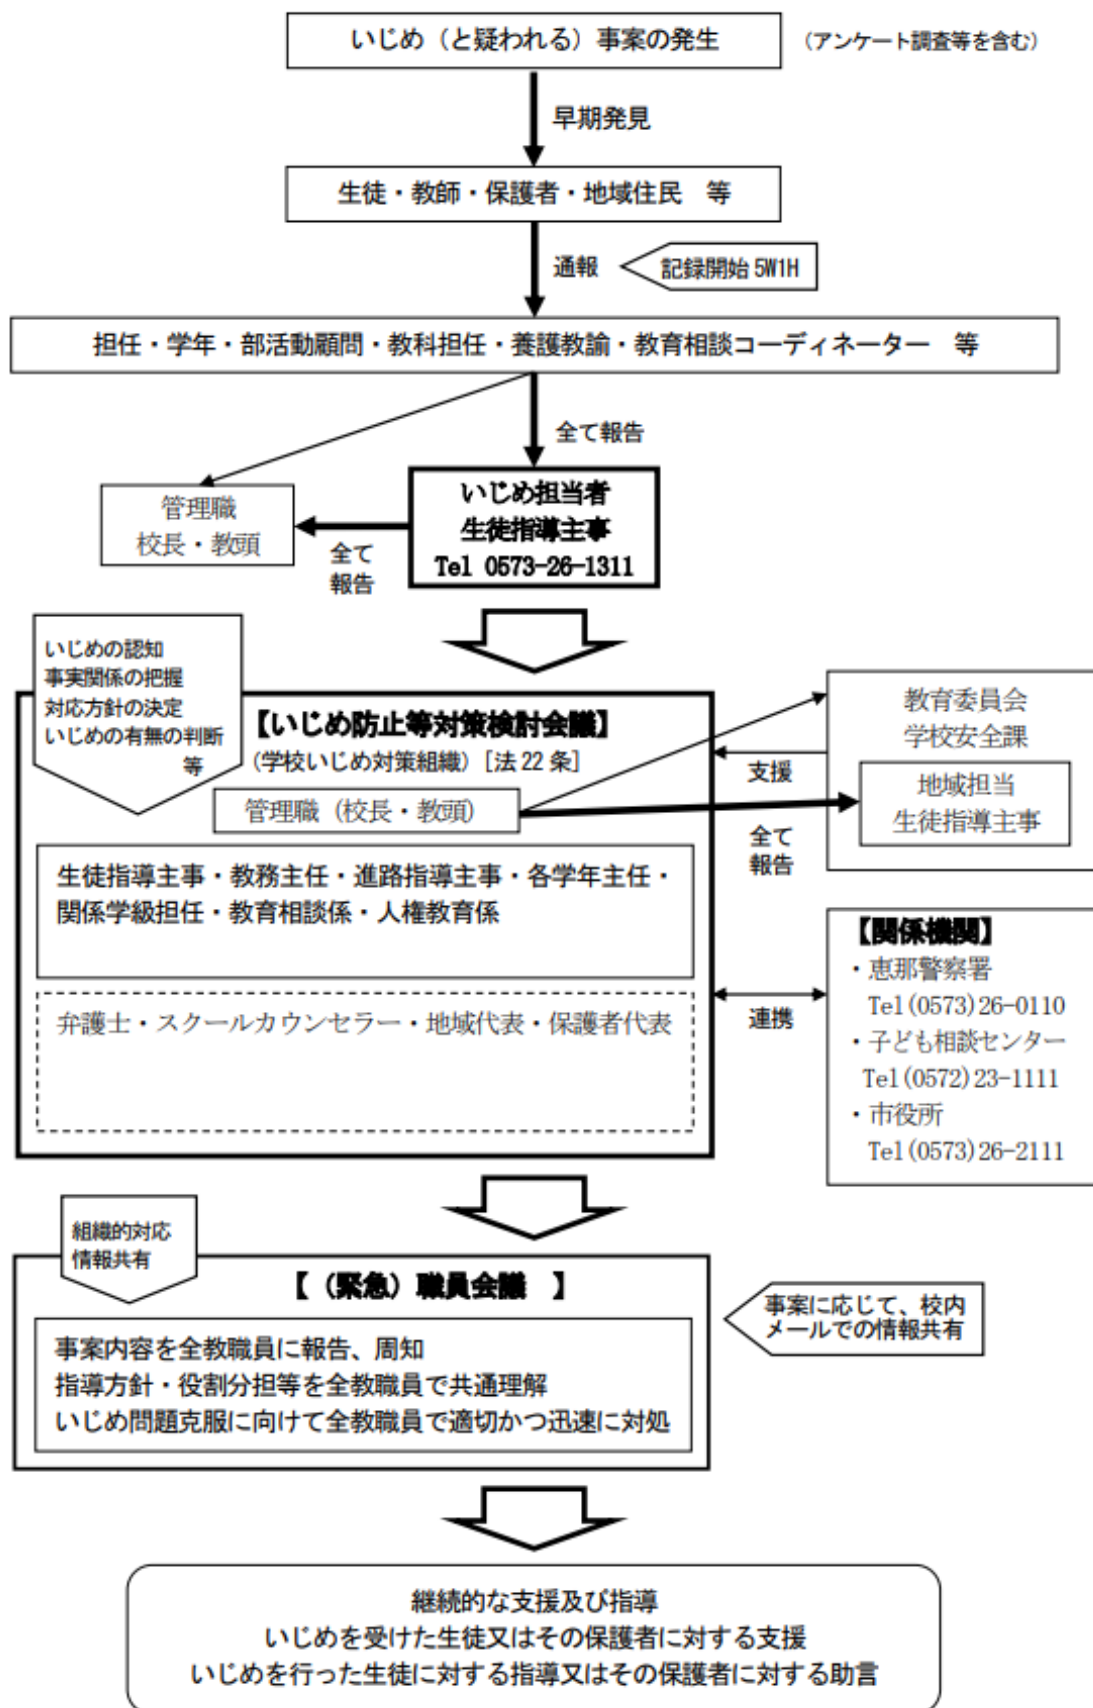 いじめ（と疑われる）事案の発生
（アンケート調査等を含む）
早期発見
生徒・教師・保護者・地域住民　等
通報
記録開始 5W1H
担任・学年・部活動顧問・教科担任・養護教諭・教育相談コーディネーター　等
全て報告
いじめ担当者
生徒指導主事
Tel 0573-26-1311
管理職
校長・教頭
全て
報告
いじめの認知
事実関係の把握
対応方針の決定
いじめの有無の判断
等
【いじめ防止等対策検討会議】
（学校いじめ対策組織）［法 22 条］
管理職（校長・教頭）
生徒指導主事・教務主任・進路指導主事・各学年主任・
関係学級担任・教育相談係・人権教育係
弁護士・スクールカウンセラー・地域代表・保護者代表
教育委員会
学校安全課
支援
地域担当
生徒指導主事
全て
報告
【関係機関】
・恵那警察署
Tel(0573)26-0110
・子ども相談センター
Tel(0572)23-1111
・市役所
Tel(0573)26-2111
連携
組織的対応
情報共有
【（緊急）職員会議　】
事案内容を全教職員に報告、周知
指導方針・役割分担等を全教職員で共通理解
いじめ問題克服に向けて全教職員で適切かつ迅速に対処
事案に応じて、校内
メールでの情報共有
継続的な支援及び指導
いじめを受けた生徒又はその保護者に対する支援
いじめを行った生徒に対する指導又はその保護者に対する助言